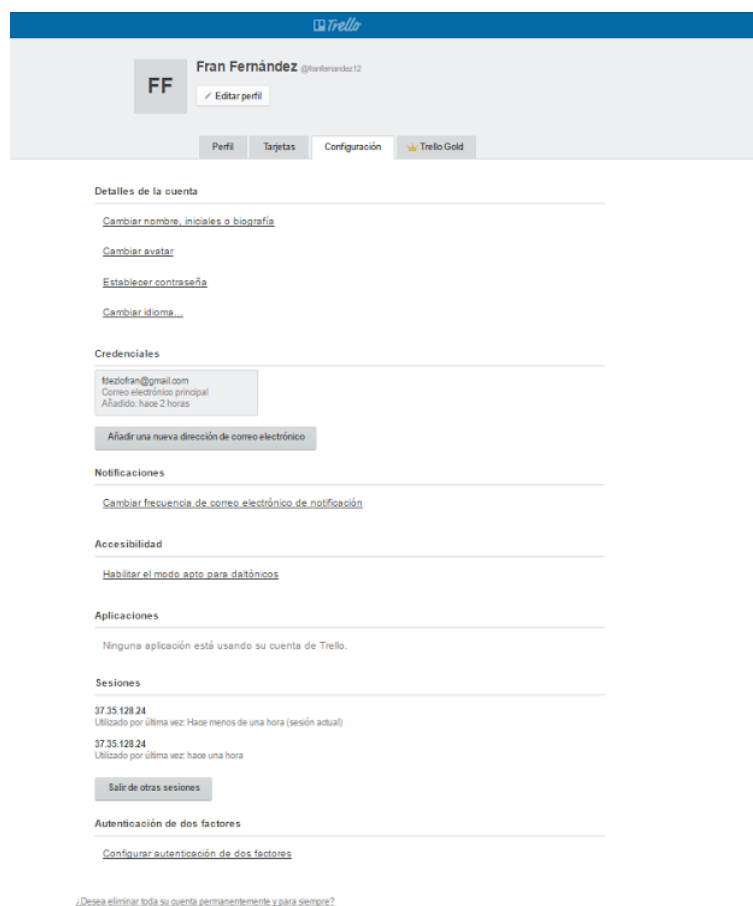 Trello
Fran Fernández @franfernandez12
FF
Editar perfil
Perfil Tarjetas Configuración Trello Gold
Detalles de la cuenta
Cambiar nombre, iniciales o biografía
Cambiar avatar
Establecer contraseña
Cambiar idioma...
Credenciales
fdezlofran@gmail.com
Correo electrónico principal
Añadido: hace 2 horas
Añadir una nueva dirección de correo electrónico
Notificaciones
Cambiar frecuencia de correo electrónico de notificación
Accesibilidad
Habilitar el modo apto para daltónicos
Aplicaciones
Ninguna aplicación está usando su cuenta de Trello.
Sesiones
37.35.128.24
Utilizado por última vez: Hace menos de una hora (sesión actual)
37.35.128.24
Utilizado por última vez: hace una hora
Salir de otras sesiones
Autenticación de dos factores
Configurar autenticación de dos factores
¿Desea eliminar toda su cuenta permanentemente y para siempre?